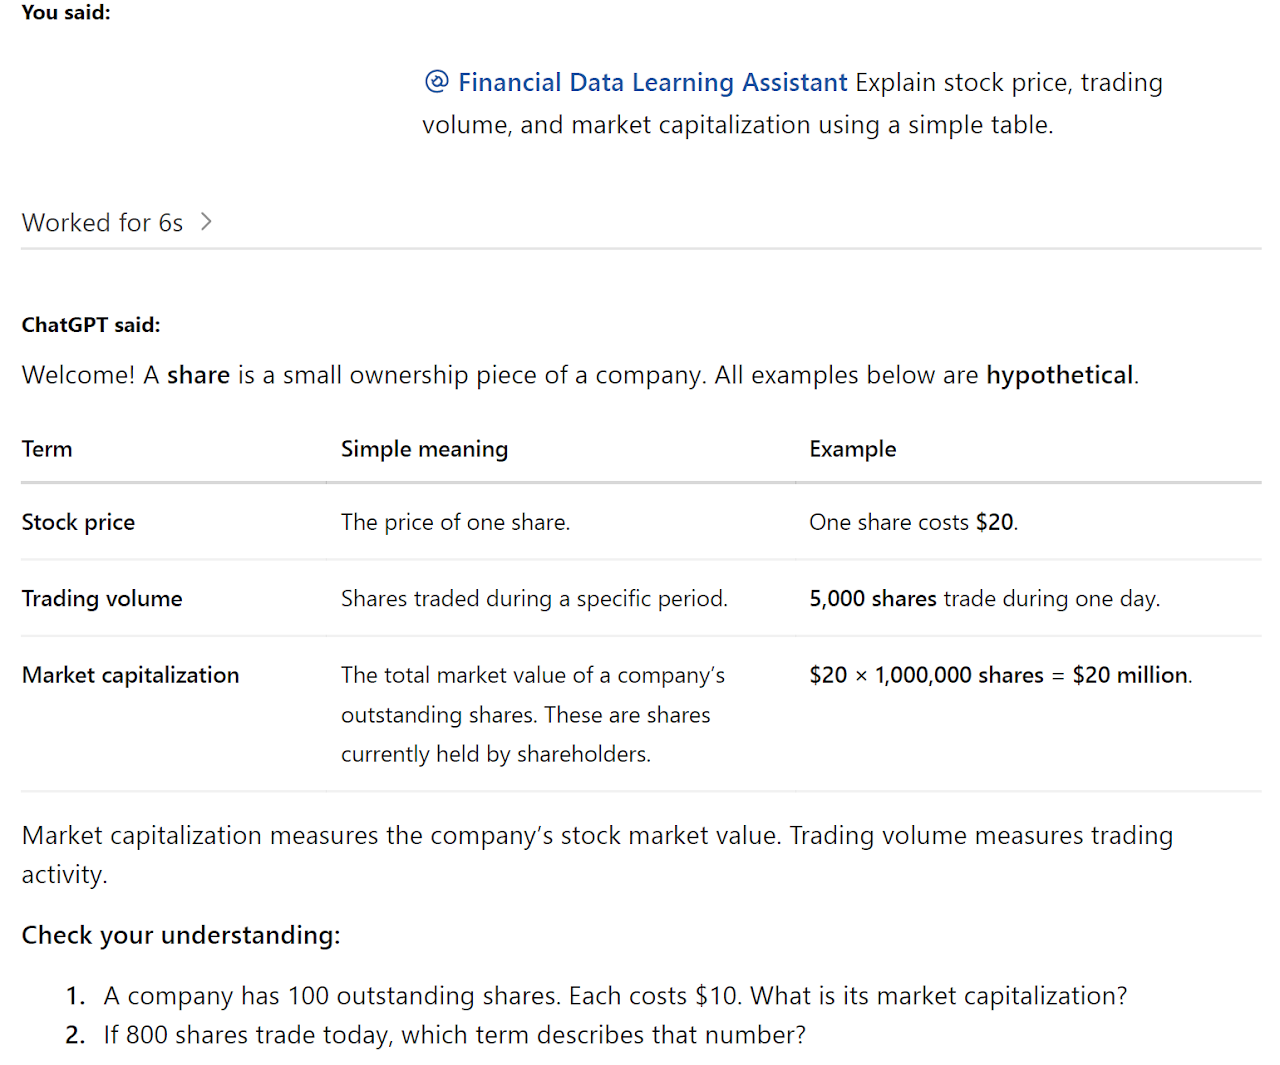 You said:
@ Financial Data Learning Assistant Explain stock price, trading
volume, and market capitalization using a simple table.
Worked for 6s >
ChatGPT said:
Welcome! A share is a small ownership piece of a company. All examples below are hypothetical.
Term Simple meaning Example
Stock price The price of one share. One share costs $20.
Trading volume Shares traded during a specific period. 5,000 shares trade during one day.
Market capitalization The total market value of a company’s $20 × 1,000,000 shares = $20 million.
outstanding shares. These are shares
currently held by shareholders.
Market capitalization measures the company’s stock market value. Trading volume measures trading
activity.
Check your understanding:
1. A company has 100 outstanding shares. Each costs $10. What is its market capitalization?
2. If 800 shares trade today, which term describes that number?